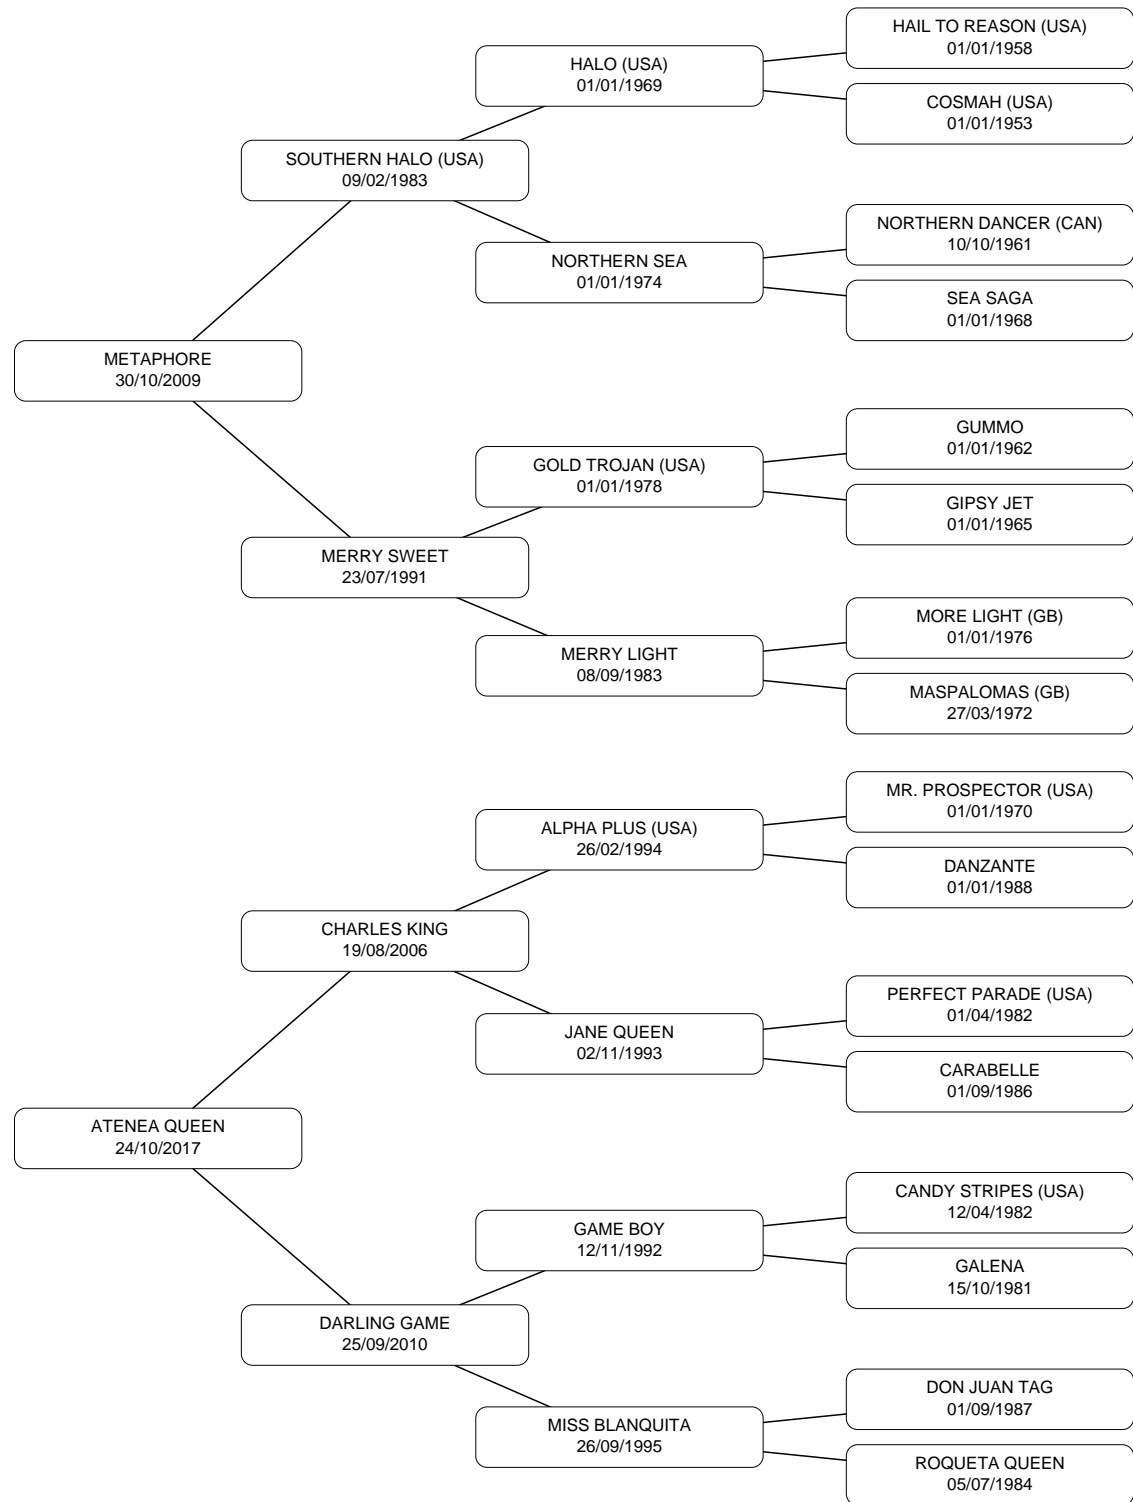 HAIL TO REASON (USA)
01/01/1958
HALO (USA)
01/01/1969
COSMAH (USA)
01/01/1953
SOUTHERN HALO (USA)
09/02/1983
NORTHERN DANCER (CAN)
10/10/1961
NORTHERN SEA
01/01/1974
SEA SAGA
01/01/1968
METAPHORE
30/10/2009
GUMMO
01/01/1962
GOLD TROJAN (USA)
01/01/1978
GIPSY JET
01/01/1965
MERRY SWEET
23/07/1991
MORE LIGHT (GB)
01/01/1976
MERRY LIGHT
08/09/1983
MASPALOMAS (GB)
27/03/1972
MR. PROSPECTOR (USA)
01/01/1970
ALPHA PLUS (USA)
26/02/1994
DANZANTE
01/01/1988
CHARLES KING
19/08/2006
PERFECT PARADE (USA)
01/04/1982
JANE QUEEN
02/11/1993
CARABELLE
01/09/1986
ATENEA QUEEN
24/10/2017
CANDY STRIPES (USA)
12/04/1982
GAME BOY
12/11/1992
GALENA
15/10/1981
DARLING GAME
25/09/2010
DON JUAN TAG
01/09/1987
MISS BLANQUITA
26/09/1995
ROQUETA QUEEN
05/07/1984